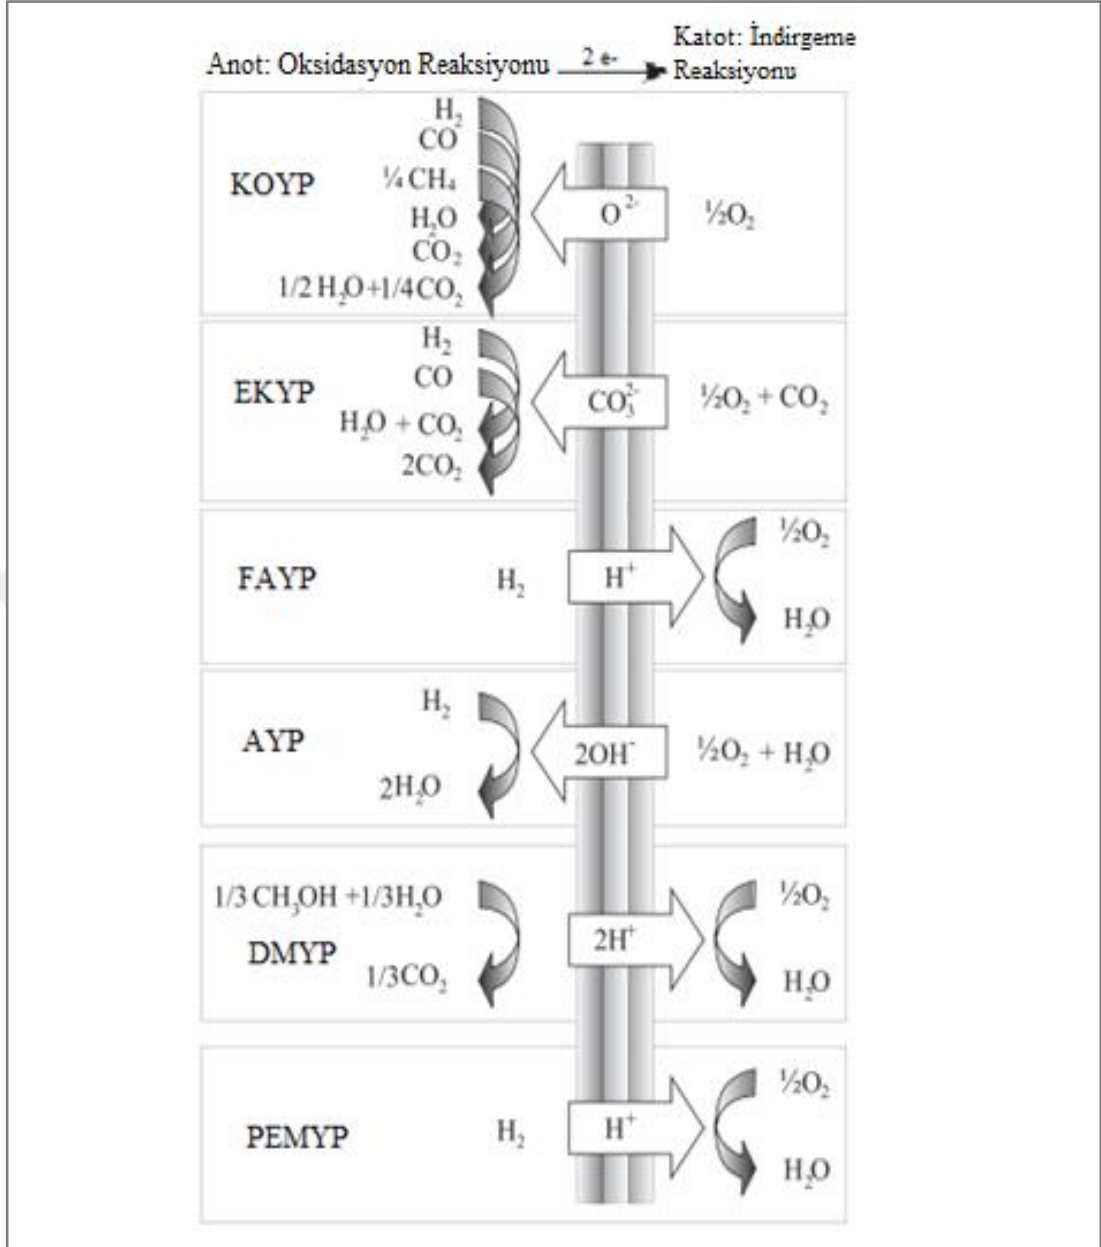 Anot: Oksidasyon Reaksiyonu 2 e- Katot: İndirgeme Reaksiyonu
KOYP
H₂
CO
¼ CH₄
H₂O
CO₂
1/2 H₂O+1/4CO₂
O²⁻
½O₂
EKYP
H₂
CO
H₂O + CO₂
2CO₂
CO₃²⁻
½O₂ + CO₂
FAYP
H₂
H⁺
½O₂
H₂O
AYP
H₂
2H₂O
2OH⁻
½O₂ + H₂O
1/3 CH₃OH +1/3H₂O
DMYP
1/3CO₂
2H⁺
½O₂
H₂O
PEMYP
H₂
H⁺
½O₂
H₂O